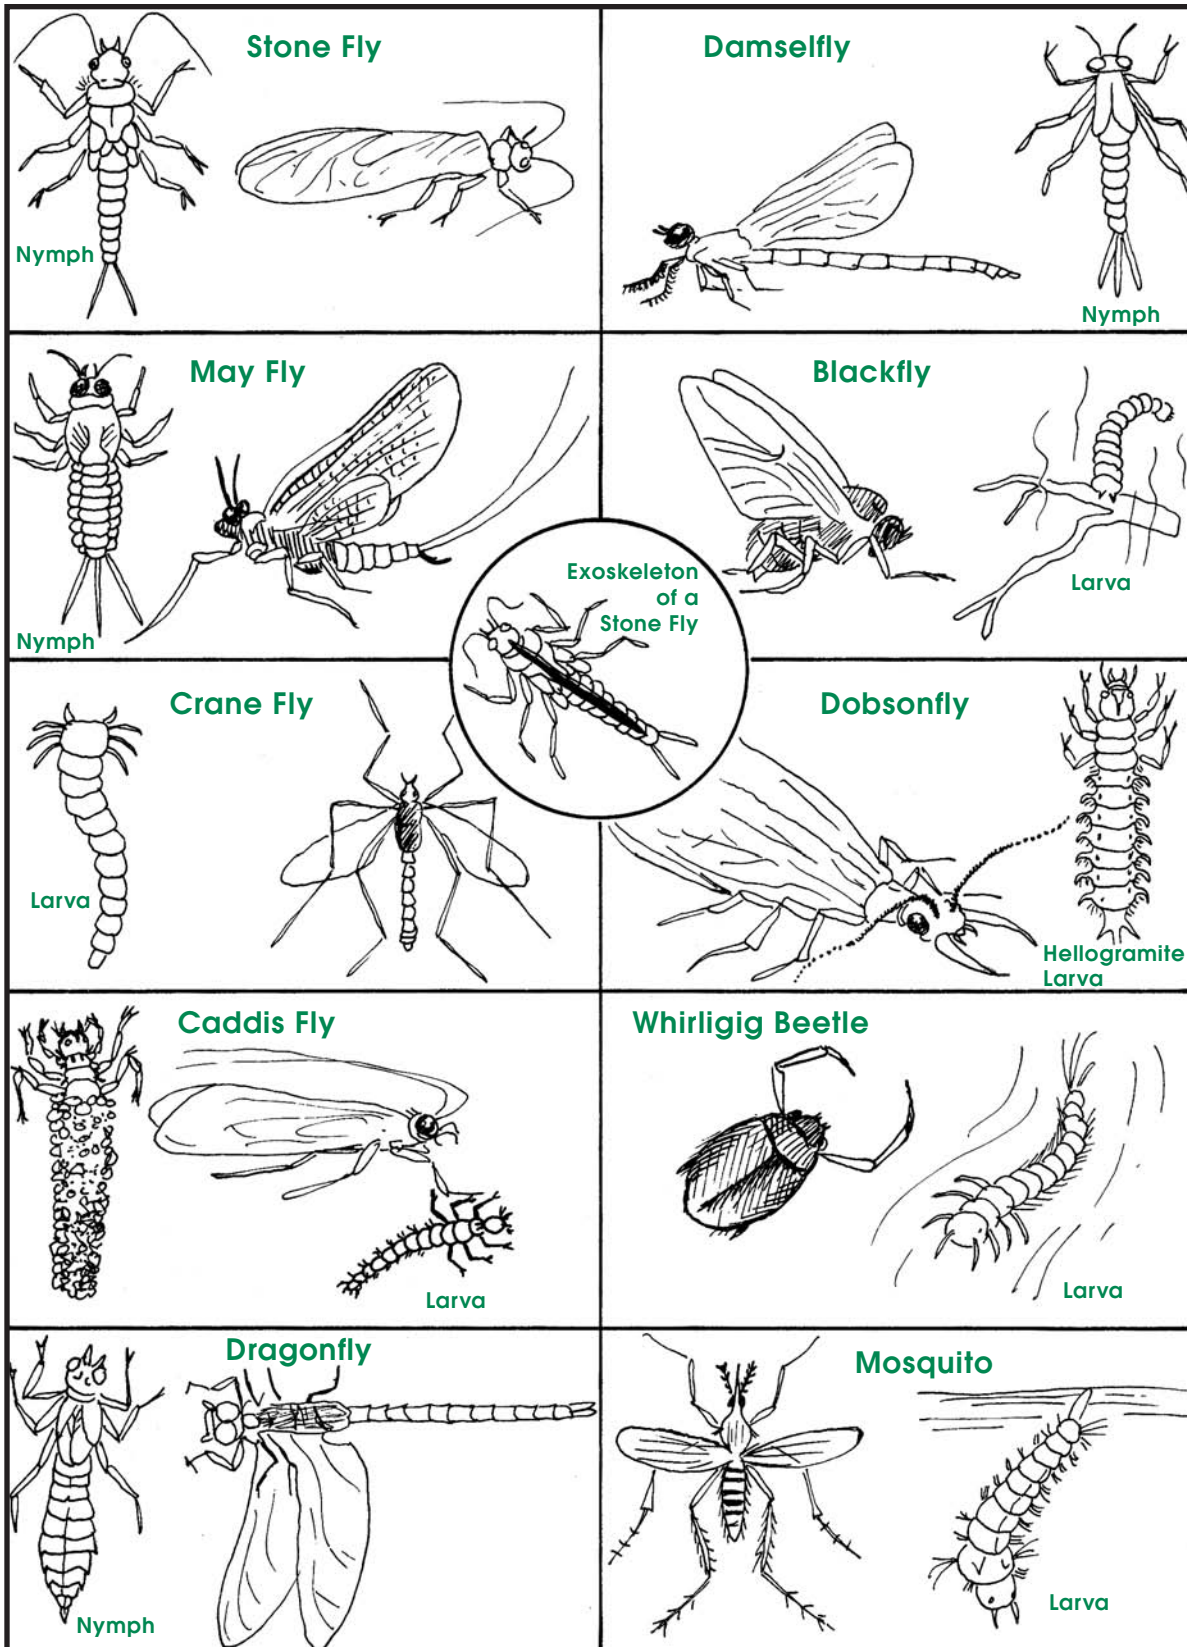 Stone Fly
Nymph
Damselfly
Nymph
May Fly
Nymph
Blackfly
Larva
Exoskeleton
of a
Stone Fly
Crane Fly
Larva
Dobsonfly
Hellogramite
Larva
Caddis Fly
Larva
Whirligig Beetle
Larva
Dragonfly
Nymph
Mosquito
Larva